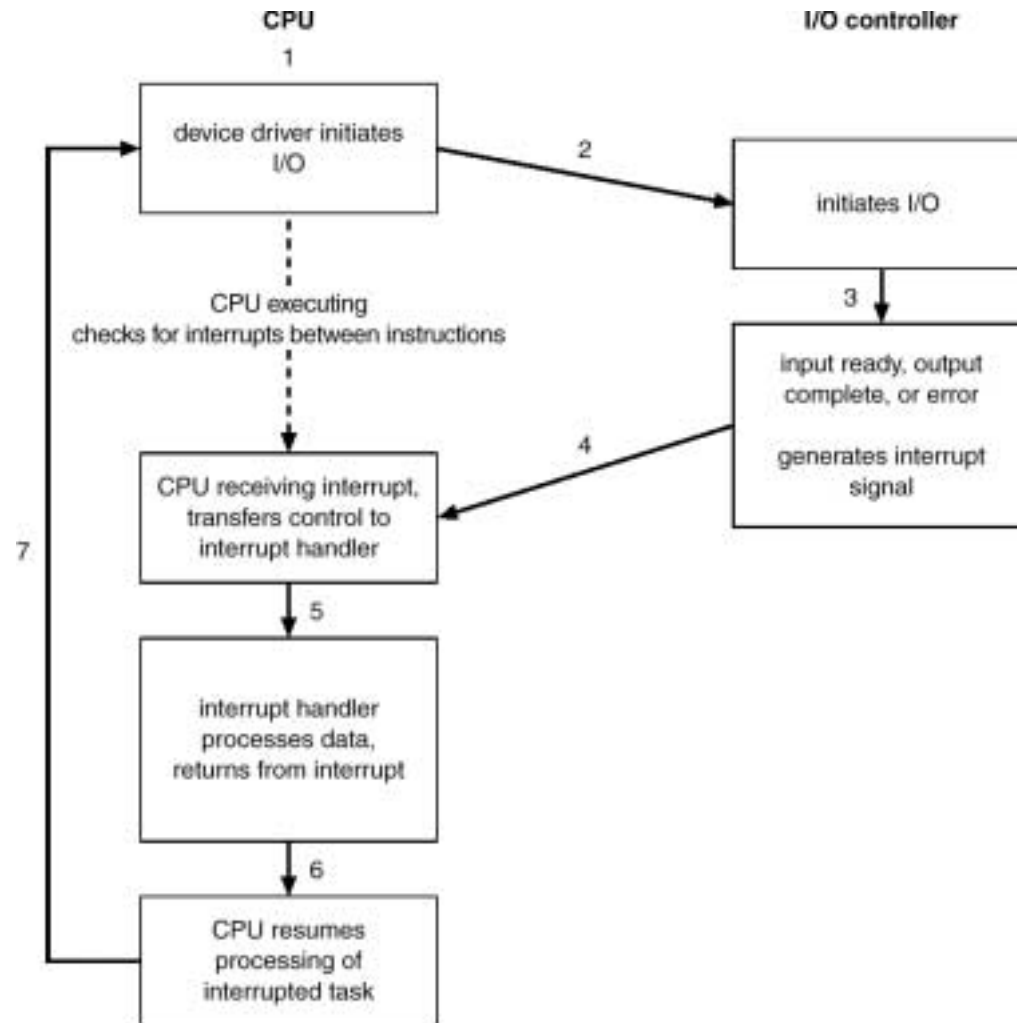 CPU
I/O controller
1
device driver initiates
I/O
2
initiates I/O
CPU executing
checks for interrupts between instructions
3
input ready, output
complete, or error
generates interrupt
signal
4
CPU receiving interrupt,
transfers control to
interrupt handler
7
5
interrupt handler
processes data,
returns from interrupt
6
CPU resumes
processing of
interrupted task